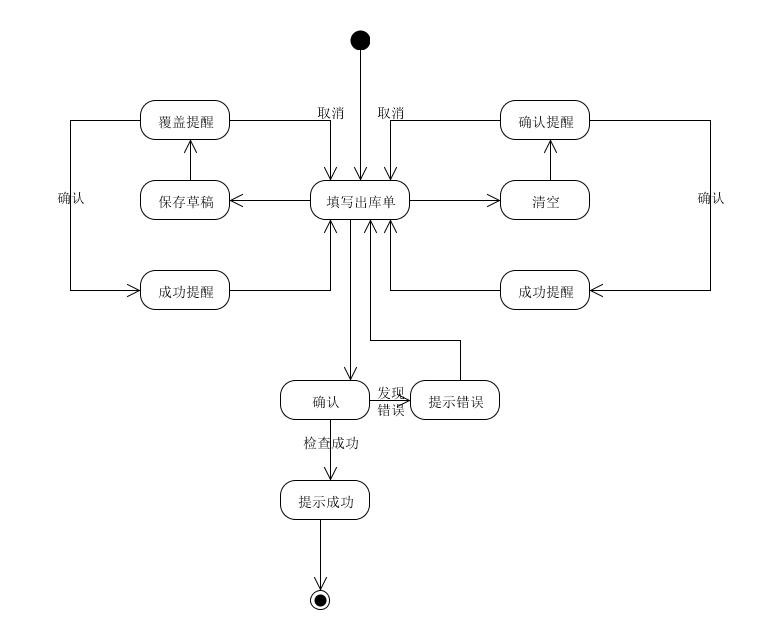 取消
取消
覆盖提醒
确认提醒
确认
保存草稿
填写出库单
清空
确认
成功提醒
成功提醒
发现
错误
确认
提示错误
检查成功
提示成功